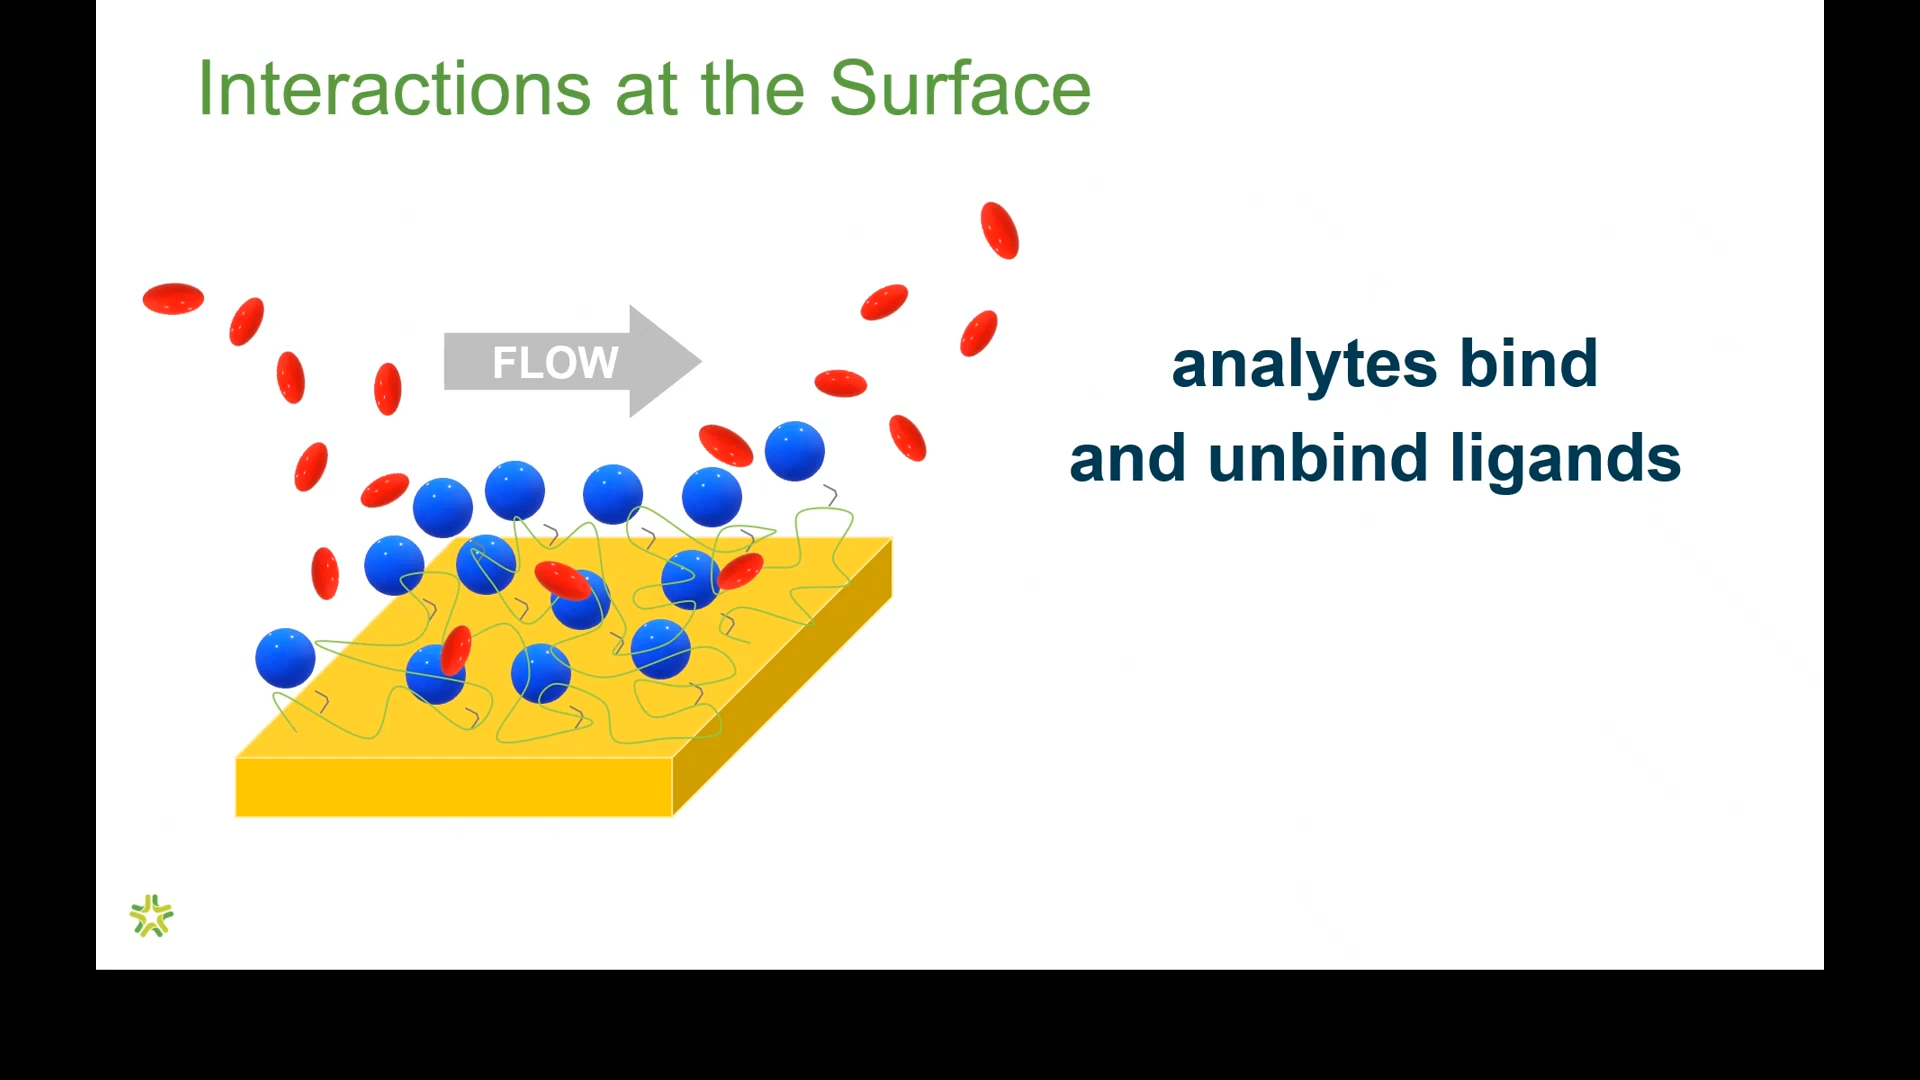 Interactions at the Surface
FLOW
analytes bind
and unbind ligands